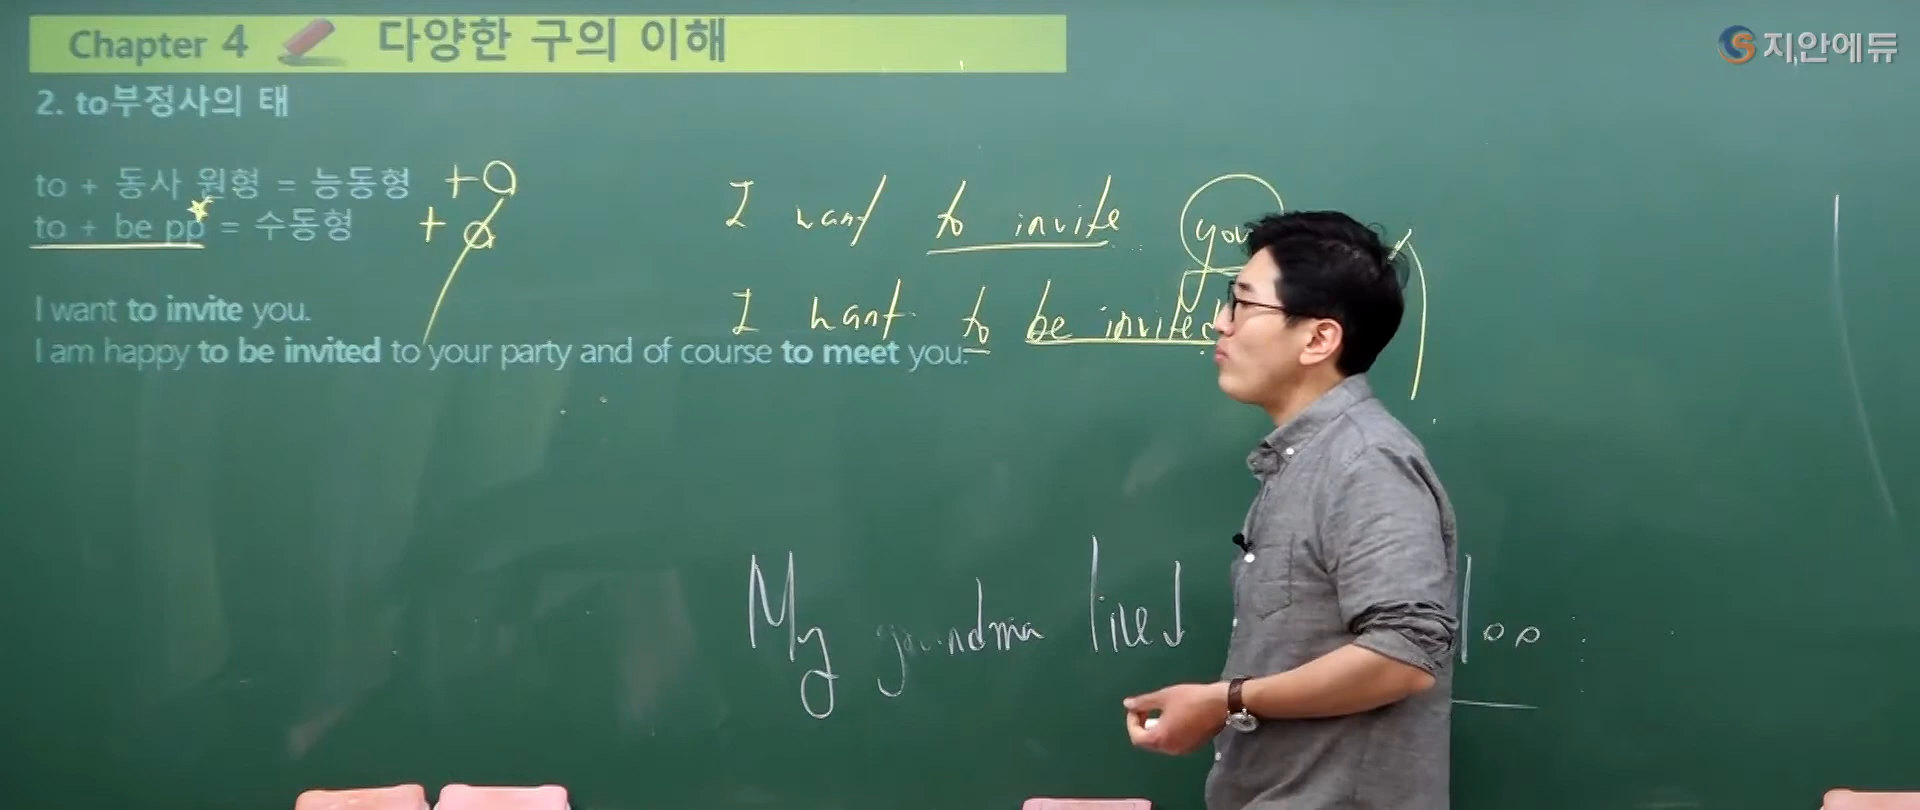 Chapter 4 다양한 구의 이해
지안에듀
2. to부정사의 태
to + 동사 원형 = 능동형 +O
to + be pp = 수동형 +
I want to invite you.
I am happy to be invited to your party and of course to meet you.
I want to invite you
I want to be invited
My grandma lived